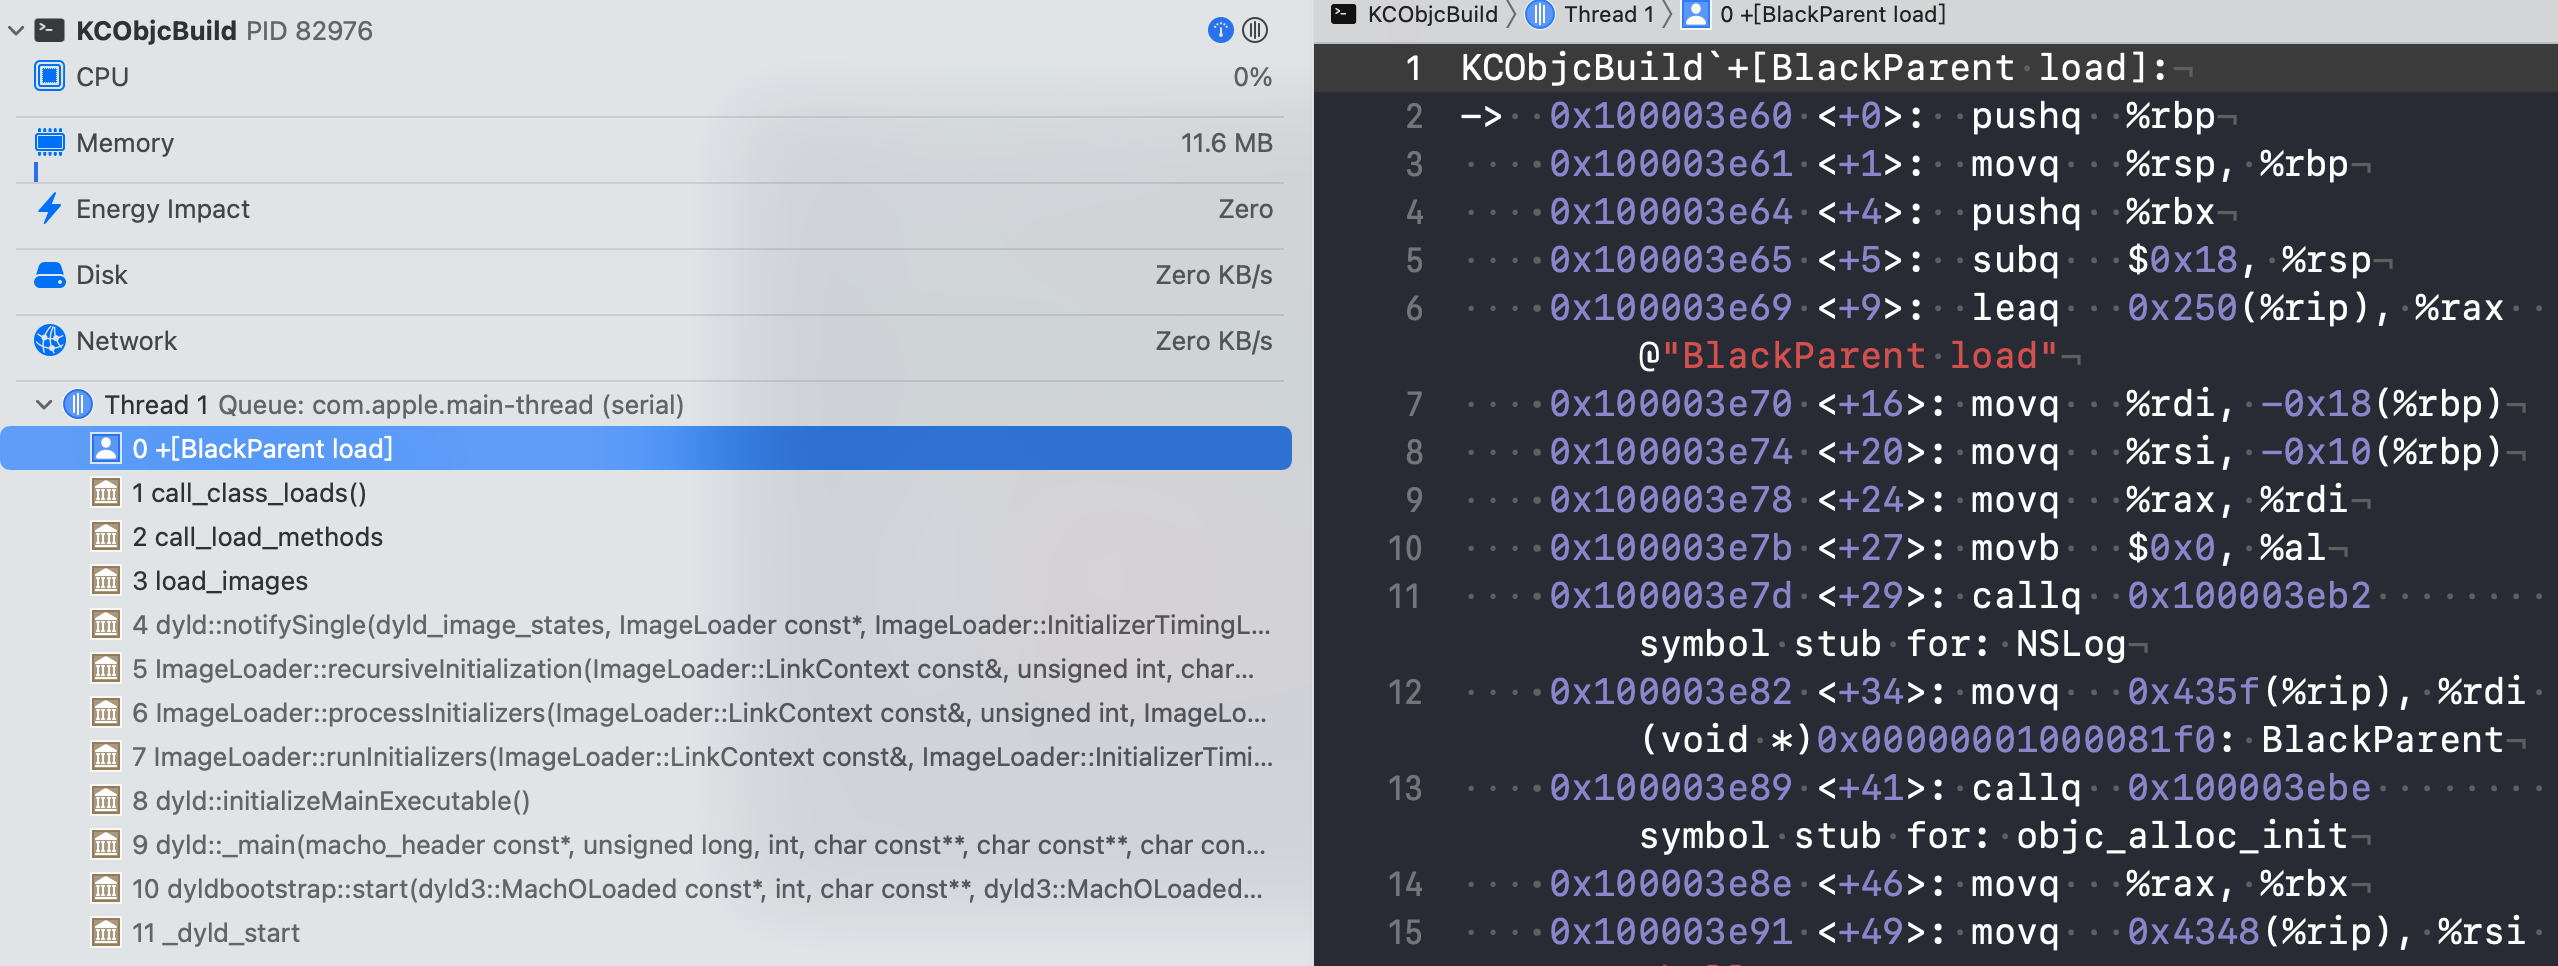 KCObjcBuild PID 82976
CPU 0%
Memory 11.6 MB
Energy Impact Zero
Disk Zero KB/s
Network Zero KB/s
Thread 1 Queue: com.apple.main-thread (serial)
0 +[BlackParent load]
1 call_class_loads()
2 call_load_methods
3 load_images
4 dyld::notifySingle(dyld_image_states, ImageLoader const*, ImageLoader::InitializerTimingL...
5 ImageLoader::recursiveInitialization(ImageLoader::LinkContext const&, unsigned int, char...
6 ImageLoader::processInitializers(ImageLoader::LinkContext const&, unsigned int, ImageLo...
7 ImageLoader::runInitializers(ImageLoader::LinkContext const&, ImageLoader::InitializerTimi...
8 dyld::initializeMainExecutable()
9 dyld::_main(macho_header const*, unsigned long, int, char const**, char const**, char con...
10 dyldbootstrap::start(dyld3::MachOLoaded const*, int, char const**, dyld3::MachOLoaded...
11 _dyld_start
KCObjcBuild Thread 1 0 +[BlackParent load]
1 KCObjcBuild`+[BlackParent load]:
2 -> 0x100003e60 <+0>: pushq %rbp
3 0x100003e61 <+1>: movq %rsp, %rbp
4 0x100003e64 <+4>: pushq %rbx
5 0x100003e65 <+5>: subq $0x18, %rsp
6 0x100003e69 <+9>: leaq 0x250(%rip), %rax
@"BlackParent load"
7 0x100003e70 <+16>: movq %rdi, -0x18(%rbp)
8 0x100003e74 <+20>: movq %rsi, -0x10(%rbp)
9 0x100003e78 <+24>: movq %rax, %rdi
10 0x100003e7b <+27>: movb $0x0, %al
11 0x100003e7d <+29>: callq 0x100003eb2
symbol stub for: NSLog
12 0x100003e82 <+34>: movq 0x435f(%rip), %rdi
(void *)0x00000001000081f0: BlackParent
13 0x100003e89 <+41>: callq 0x100003ebe
symbol stub for: objc_alloc_init
14 0x100003e8e <+46>: movq %rax, %rbx
15 0x100003e91 <+49>: movq 0x4348(%rip), %rsi